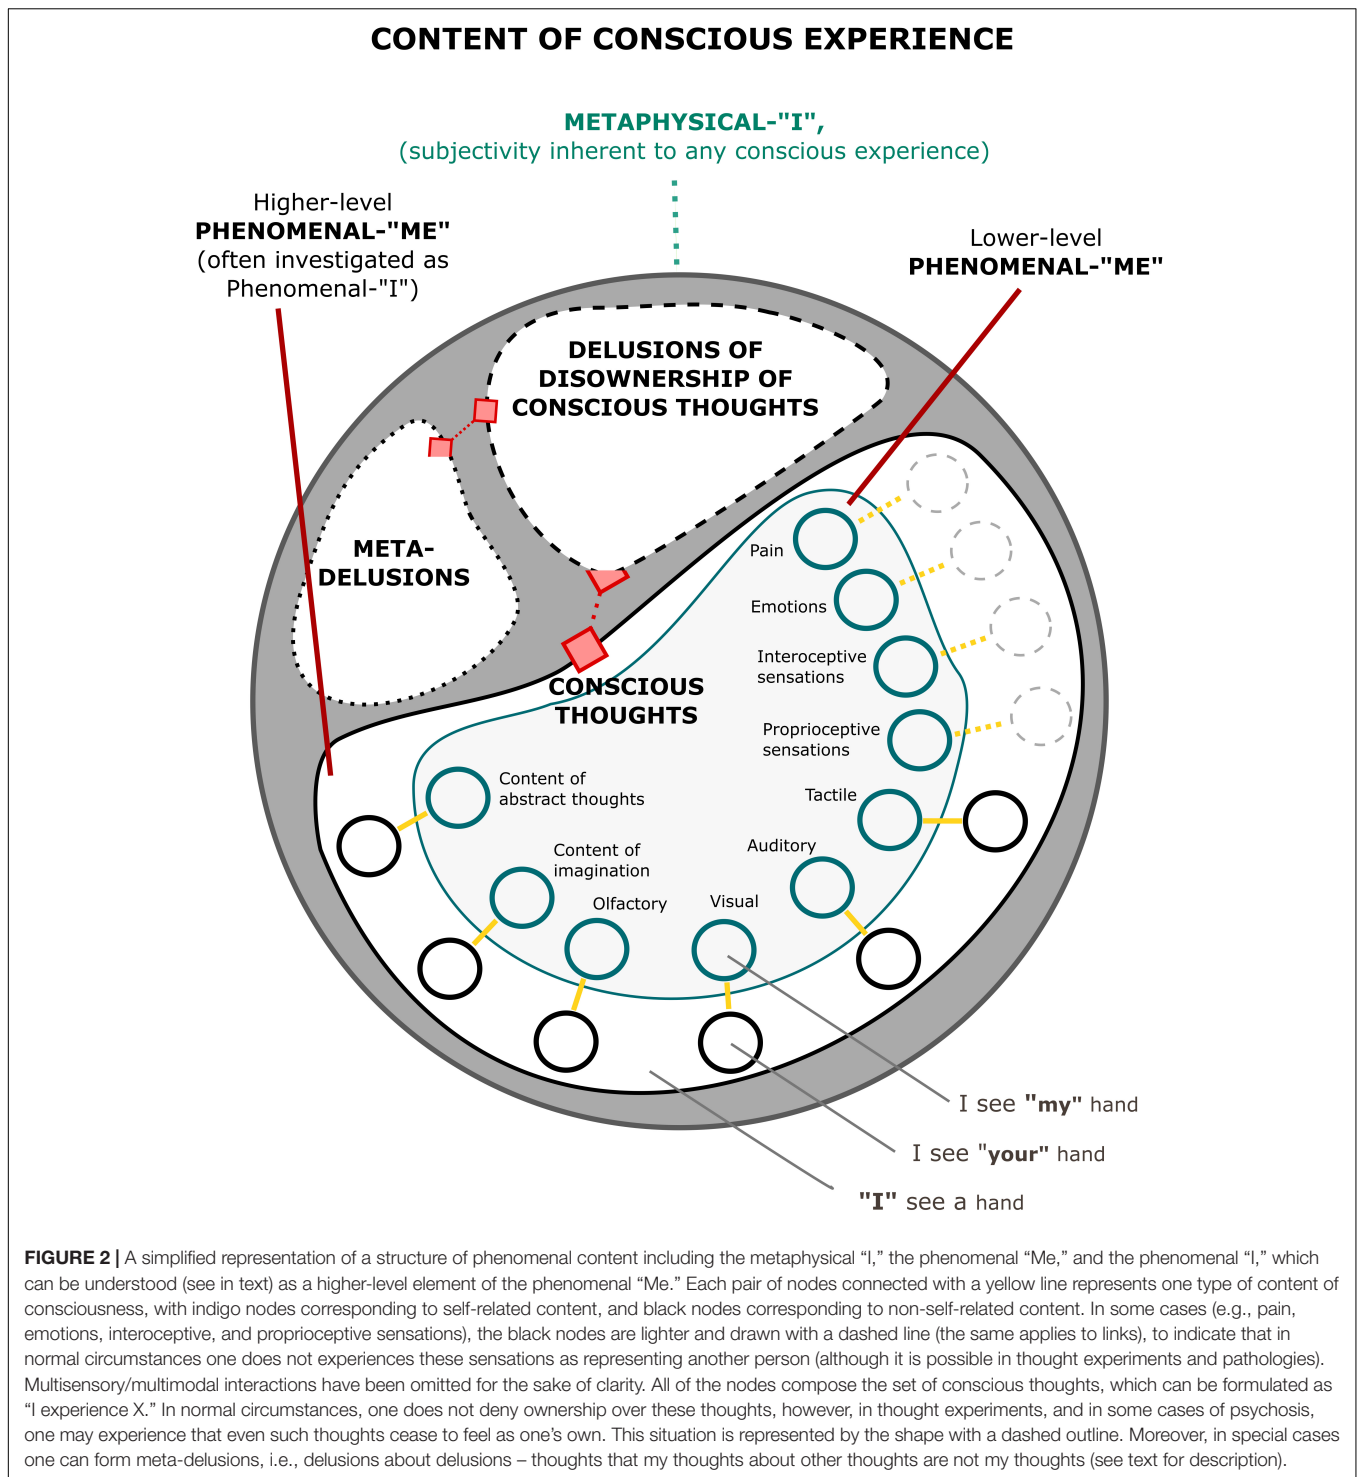 CONTENT OF CONSCIOUS EXPERIENCE
METAPHYSICAL-"I",
(subjectivity inherent to any conscious experience)
Higher-level
PHENOMENAL-"ME"
(often investigated as
Phenomenal-"I")
Lower-level
PHENOMENAL-"ME"
DELUSIONS OF
DISOWNERSHIP OF
CONSCIOUS THOUGHTS
META-
DELUSIONS
Pain
Emotions
Interoceptive
sensations
CONSCIOUS
THOUGHTS
Proprioceptive
sensations
Content of
abstract thoughts
Tactile
Auditory
Content of
imagination
Olfactory
Visual
I see "my" hand
I see "your" hand
"I" see a hand
FIGURE 2 | A simplified representation of a structure of phenomenal content including the metaphysical “I,” the phenomenal “Me,” and the phenomenal “I,” which
can be understood (see in text) as a higher-level element of the phenomenal “Me.” Each pair of nodes connected with a yellow line represents one type of content of
consciousness, with indigo nodes corresponding to self-related content, and black nodes corresponding to non-self-related content. In some cases (e.g., pain,
emotions, interoceptive, and proprioceptive sensations), the black nodes are lighter and drawn with a dashed line (the same applies to links), to indicate that in
normal circumstances one does not experiences these sensations as representing another person (although it is possible in thought experiments and pathologies).
Multisensory/multimodal interactions have been omitted for the sake of clarity. All of the nodes compose the set of conscious thoughts, which can be formulated as
“I experience X.” In normal circumstances, one does not deny ownership over these thoughts, however, in thought experiments, and in some cases of psychosis,
one may experience that even such thoughts cease to feel as one’s own. This situation is represented by the shape with a dashed outline. Moreover, in special cases
one can form meta-delusions, i.e., delusions about delusions – thoughts that my thoughts about other thoughts are not my thoughts (see text for description).